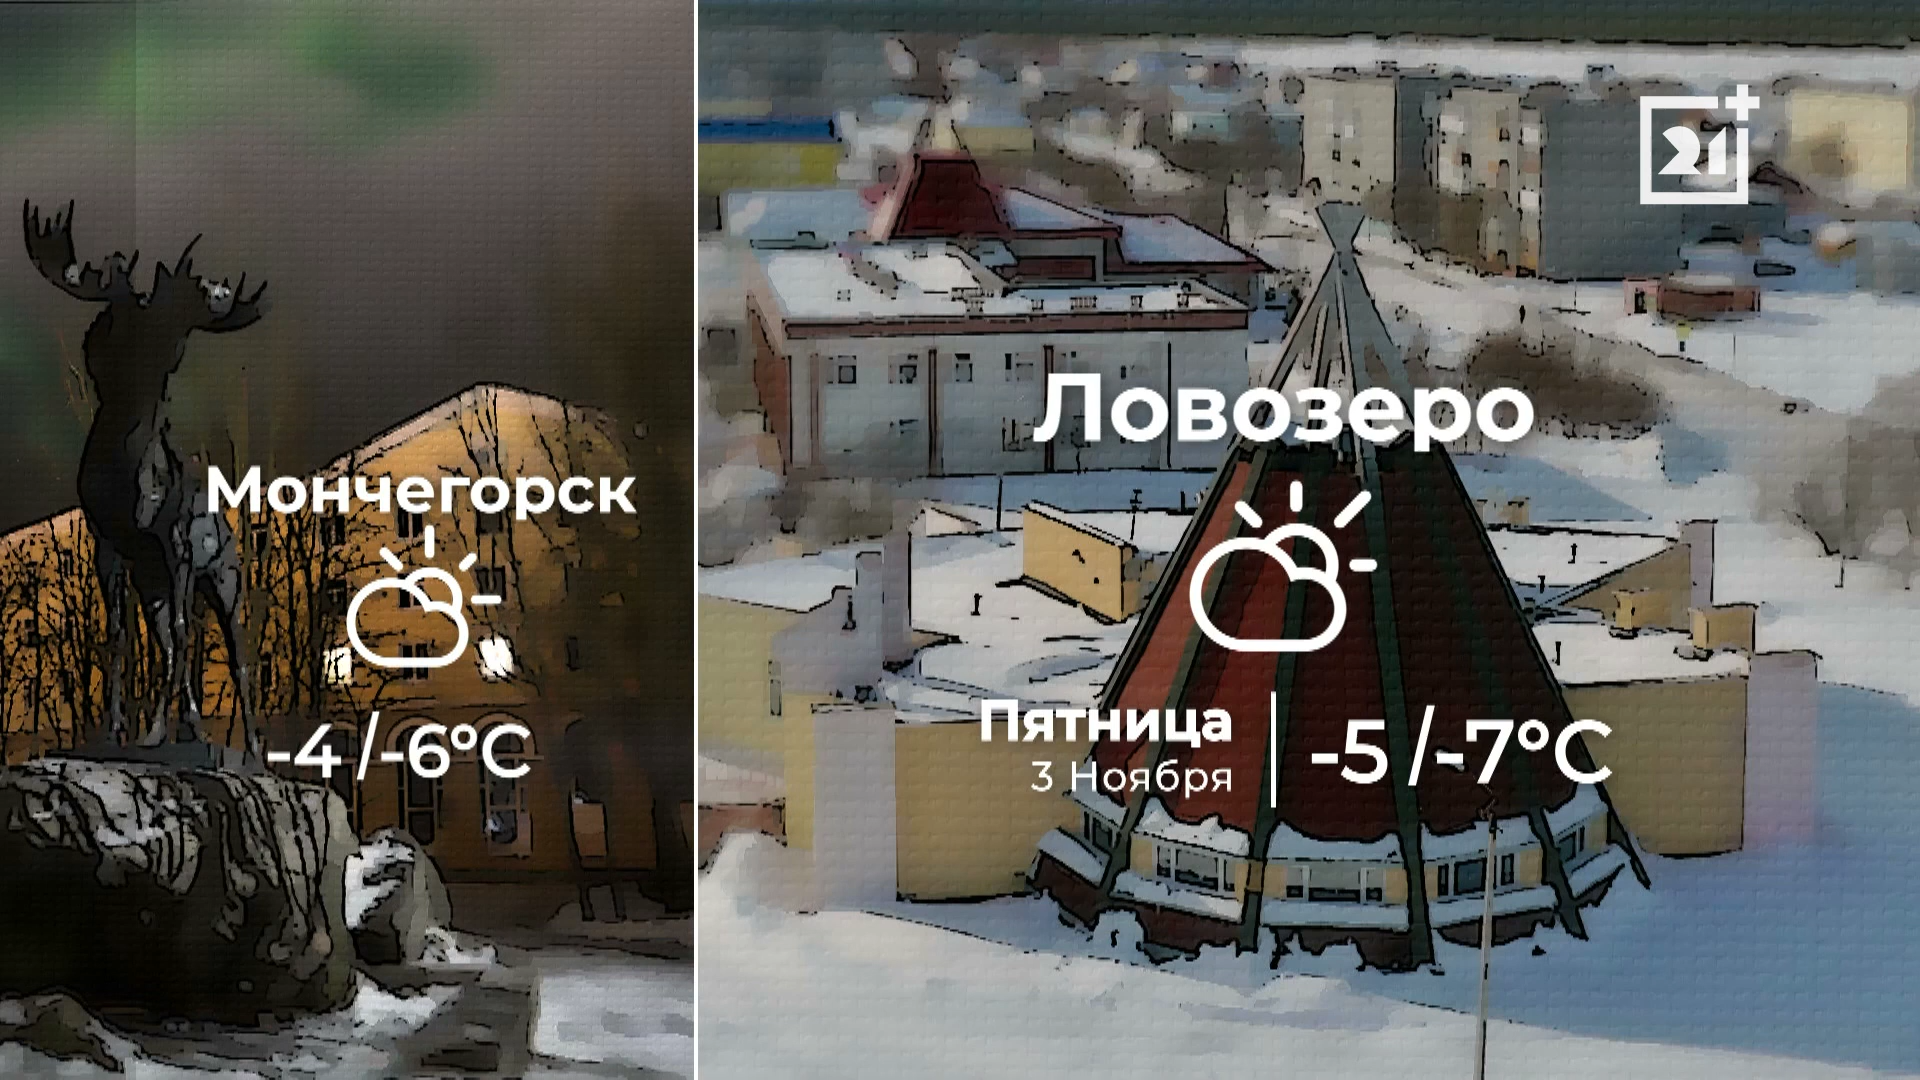 Мончегорск
-4 /-6°C
Ловозеро
Пятница
3 Ноября
-5 /-7°C
21+